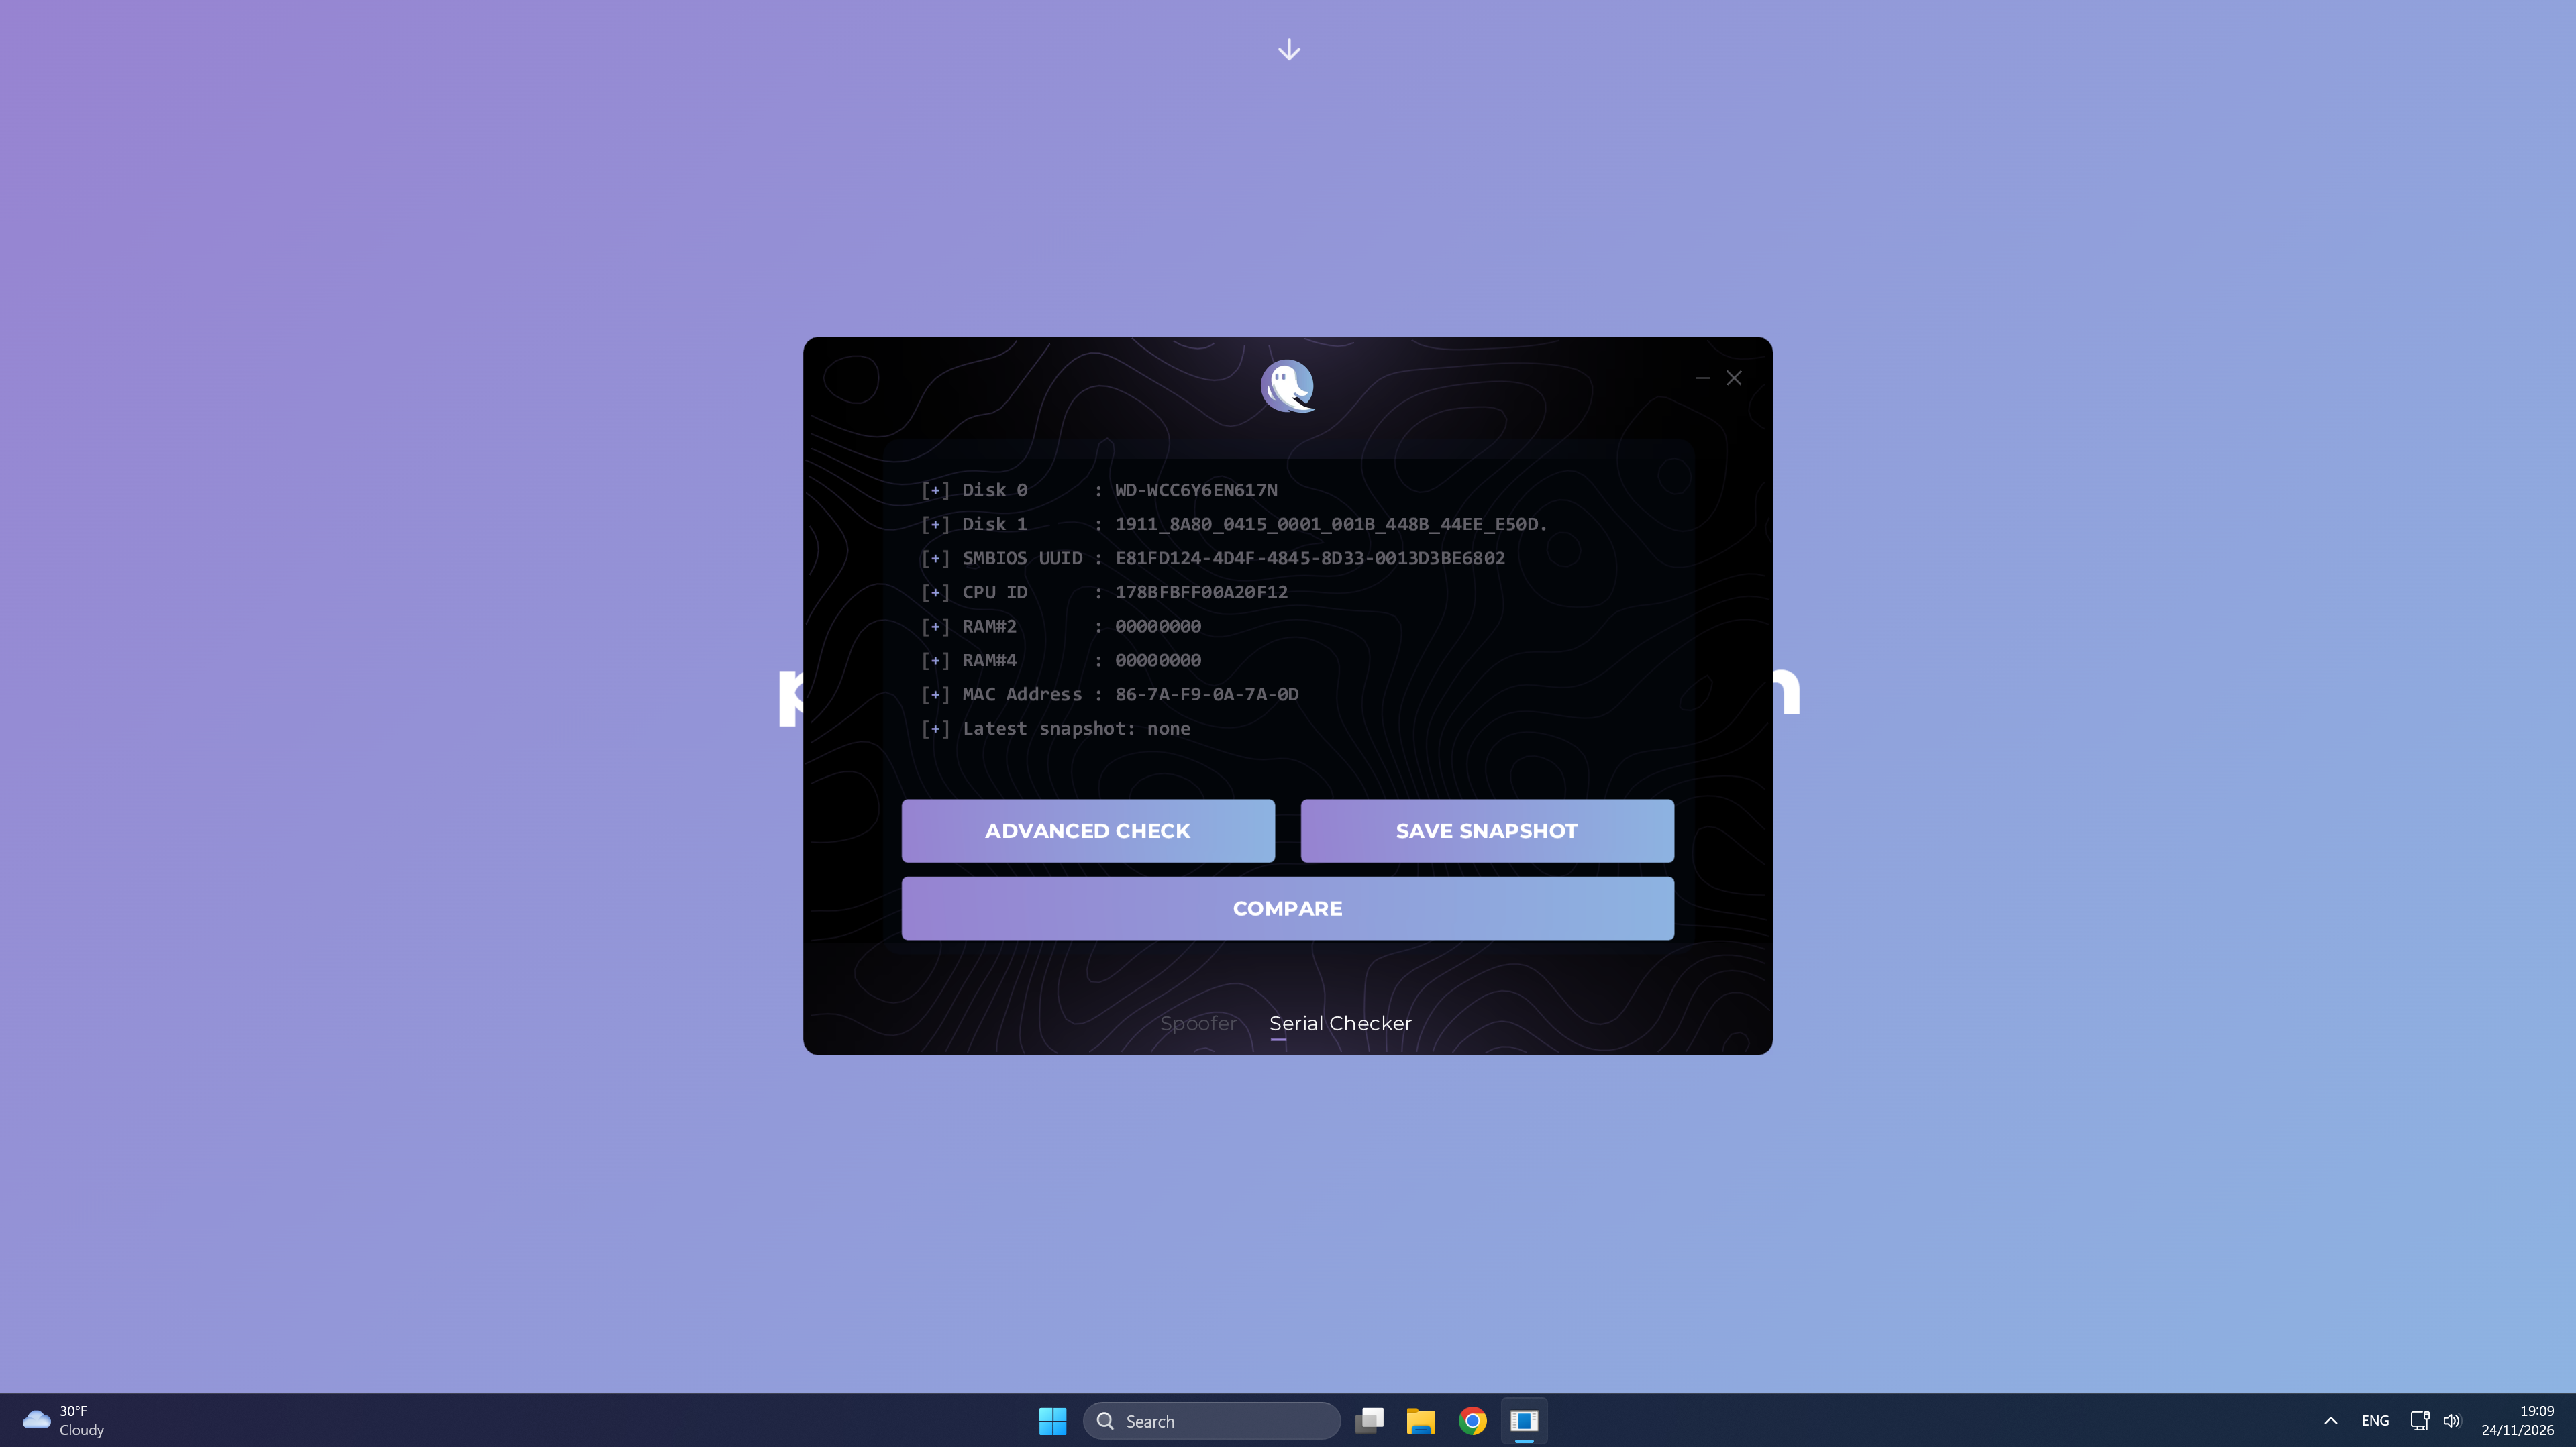 [+] Disk 0      : WD-WCC6Y6EN617N
[+] Disk 1      : 1911_8A80_0415_0001_001B_448B_44EE_E50D.
[+] SMBIOS UUID : E81FD124-4D4F-4845-8D33-0013D3BE6802
[+] CPU ID      : 178BFBFF00A20F12
[+] RAM#2       : 00000000
[+] RAM#4       : 00000000
[+] MAC Address : 86-7A-F9-0A-7A-0D
[+] Latest snapshot: none
ADVANCED CHECK
SAVE SNAPSHOT
COMPARE
Spoofer
Serial Checker
30°F
Cloudy
Search
ENG
19:09
24/11/2026